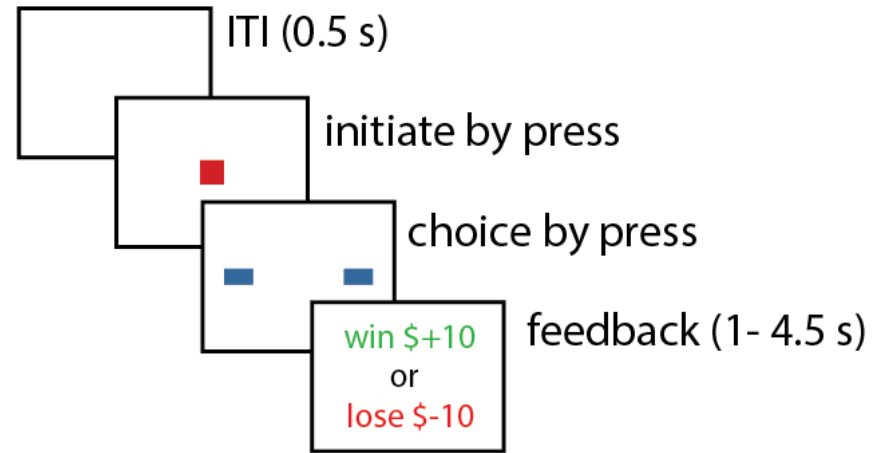 ITI (0.5 s)
initiate by press
choice by press
feedback (1- 4.5 s)
win $+10
or
lose $-10